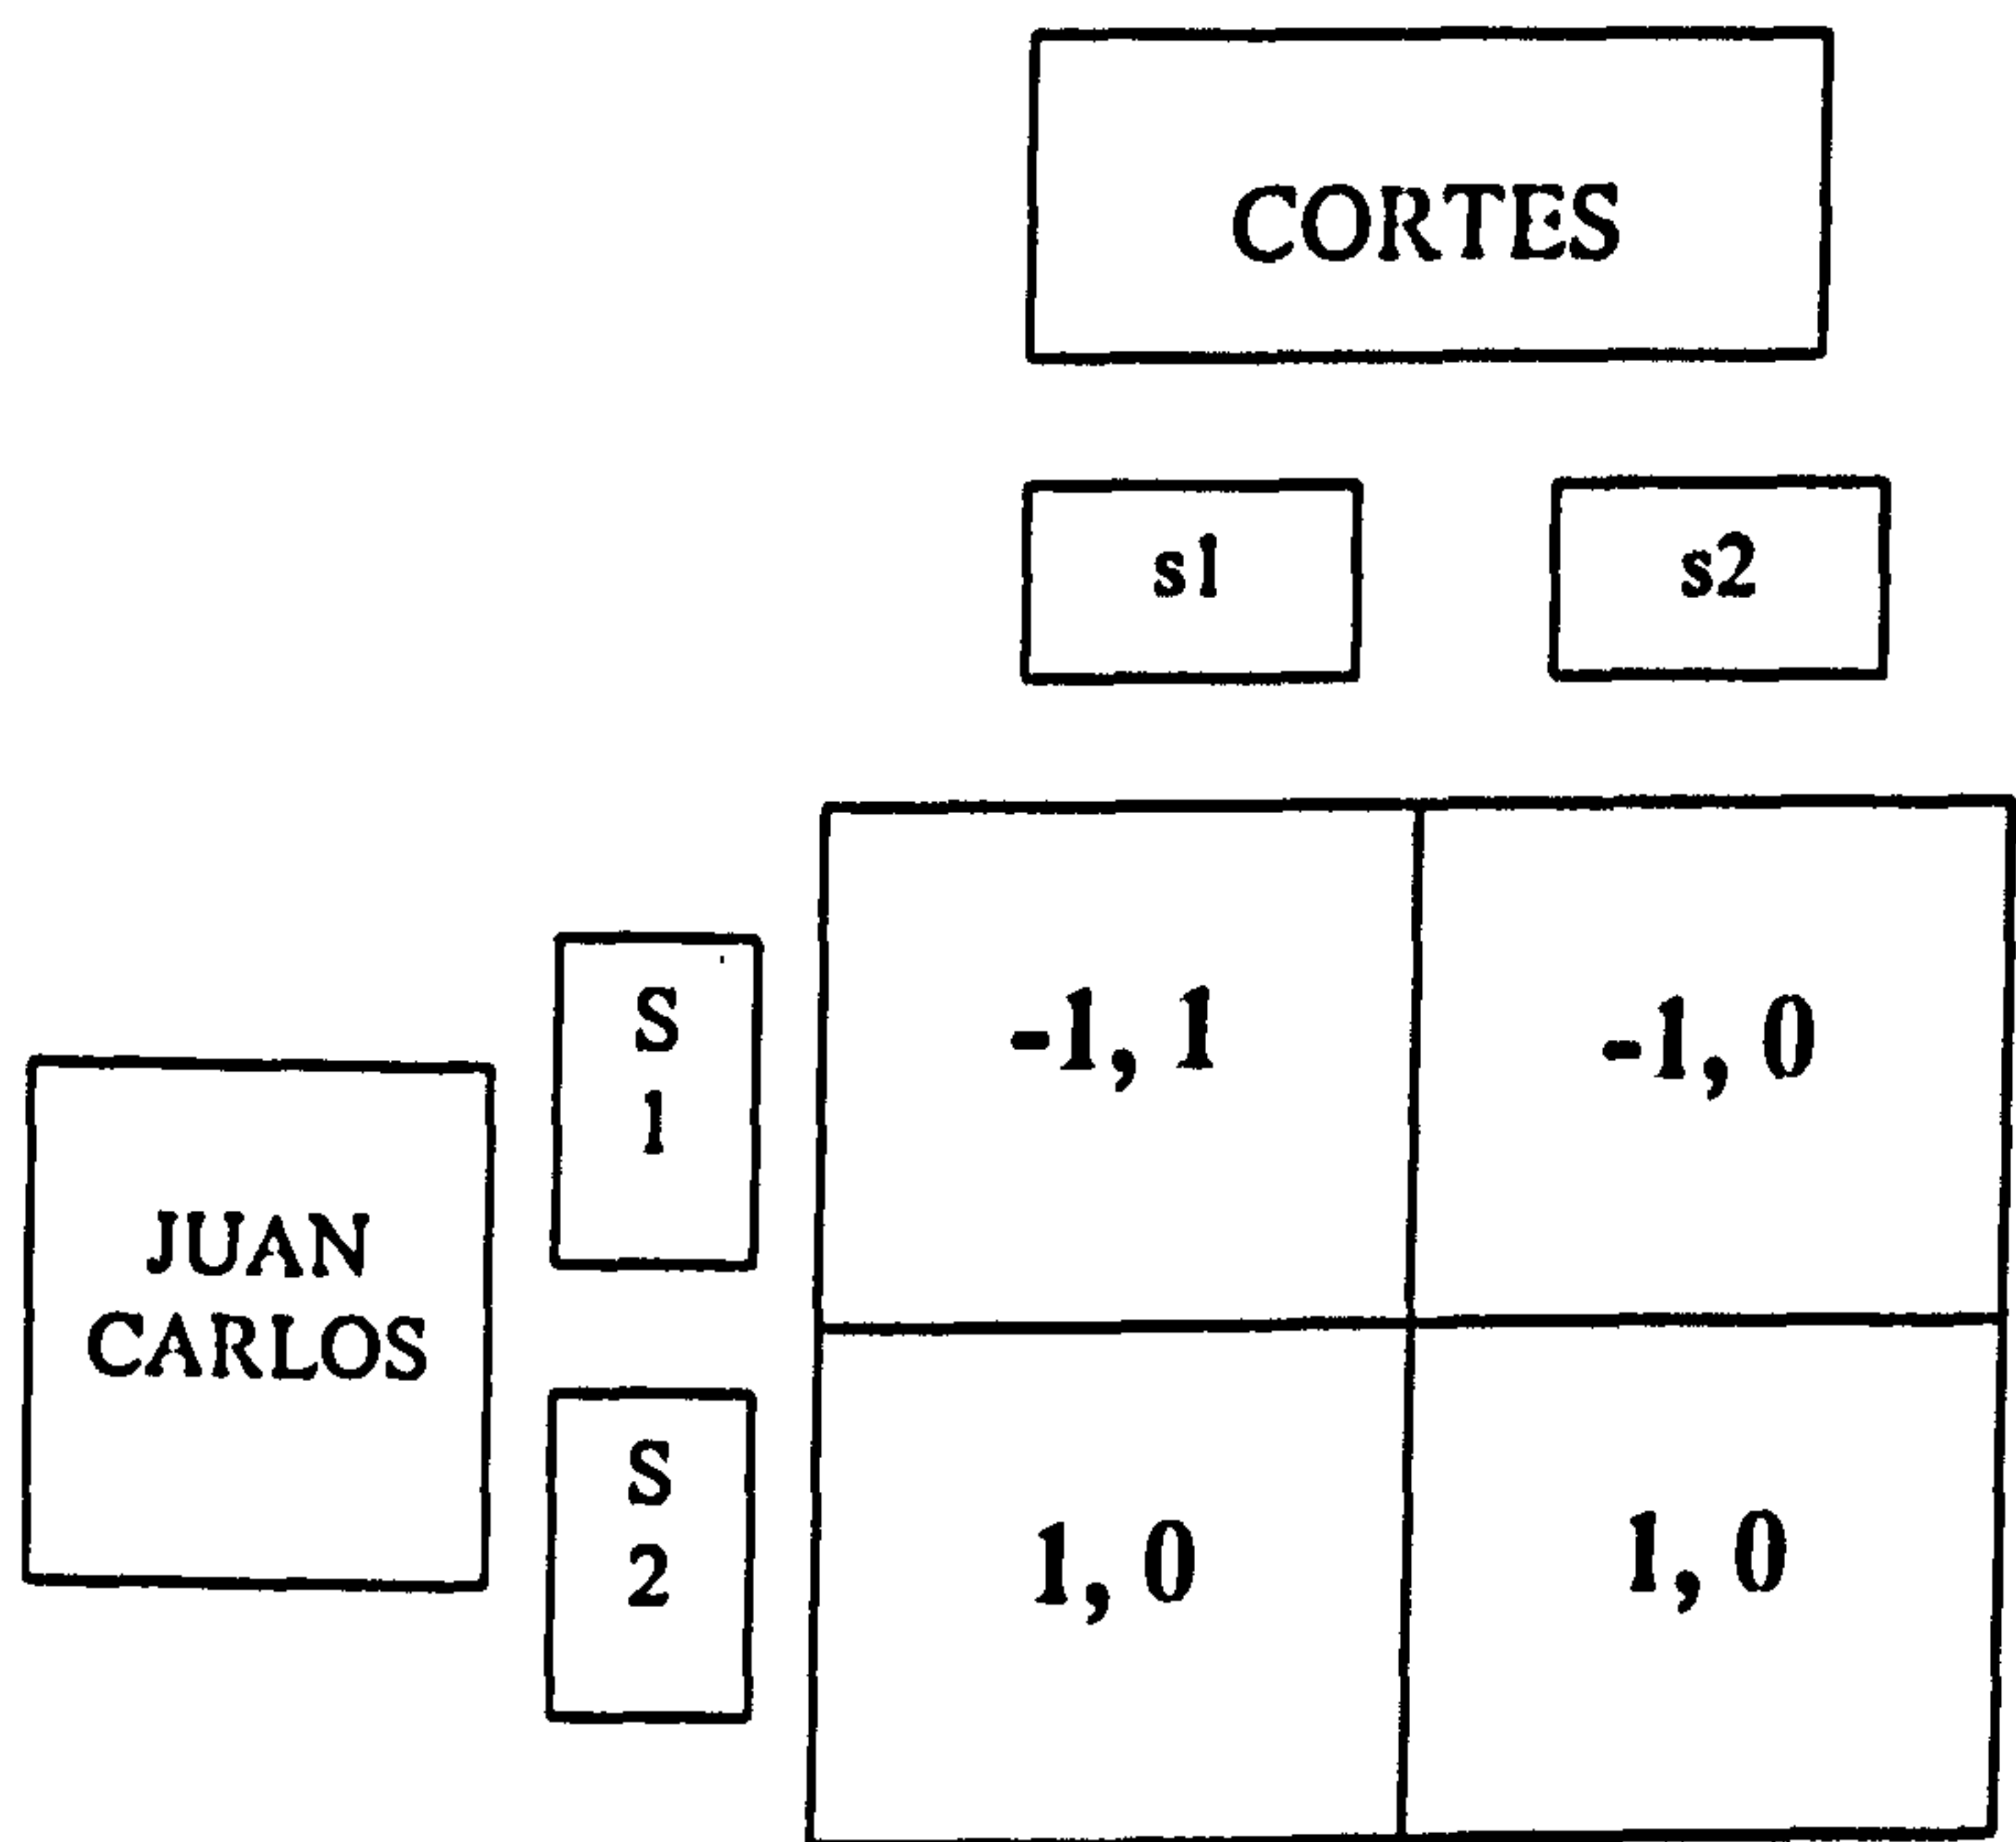 CORTES
s1 s2
S
1
-1, 1 -1, 0
JUAN
CARLOS
S
2
1, 0 1, 0